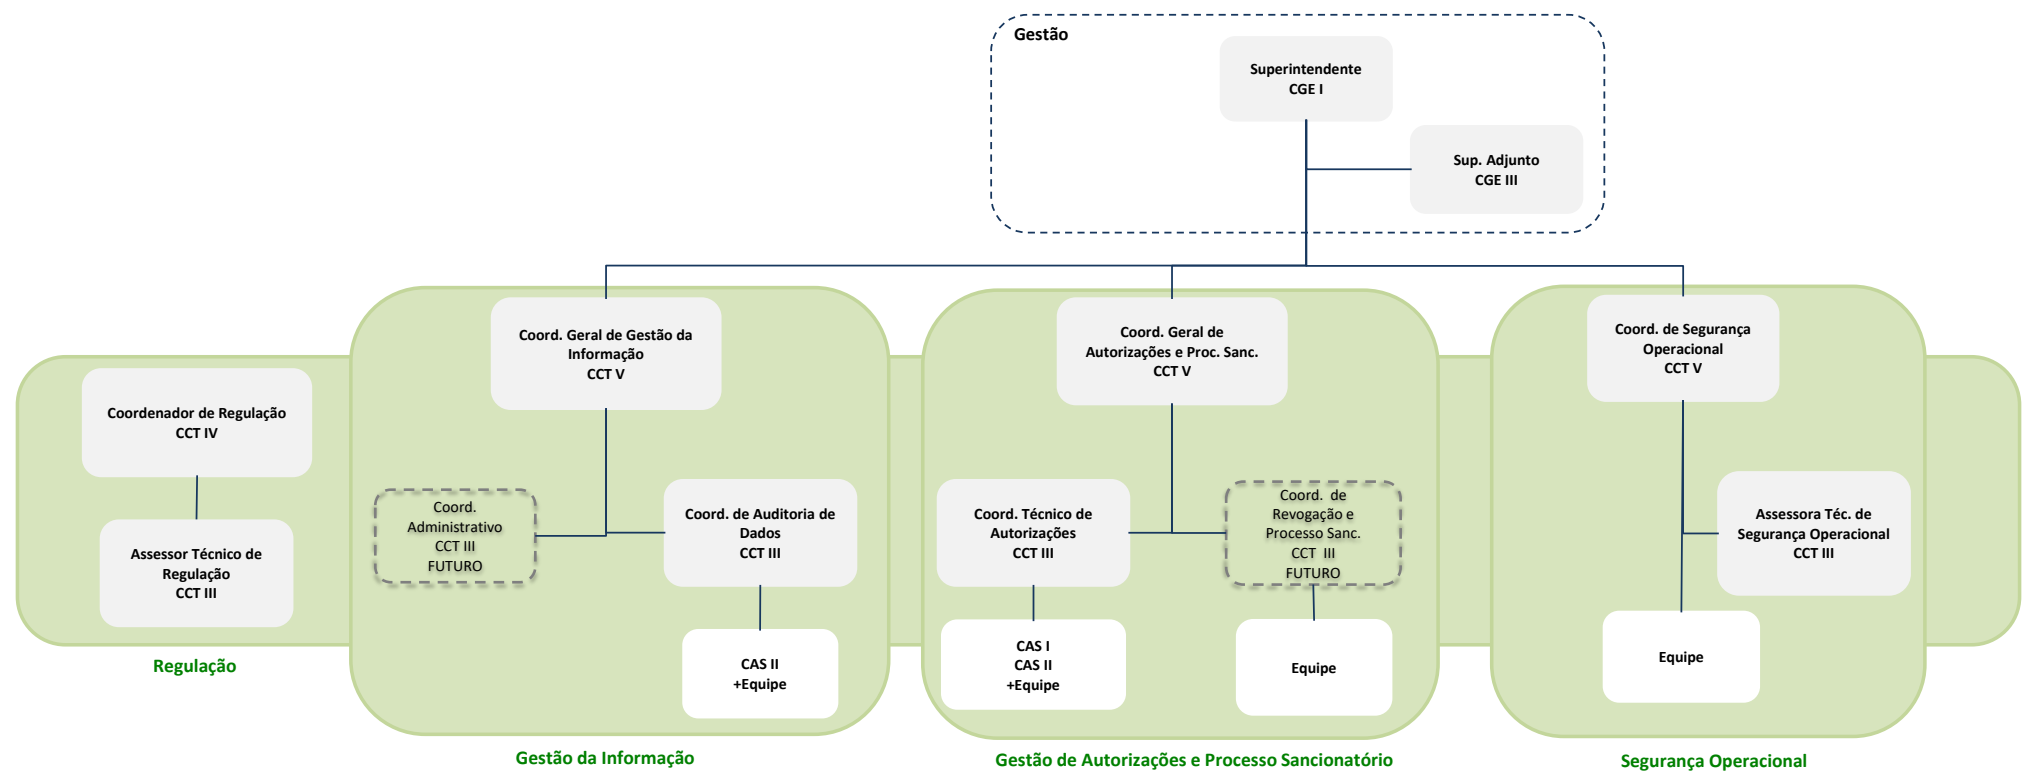 Gestão
Superintendente
CGE I
Sup. Adjunto
CGE III
Coord. Geral de Gestão da
Informação
CCT V
Coord. Geral de
Autorizações e Proc. Sanc.
CCT V
Coord. de Segurança
Operacional
CCT V
Coordenador de Regulação
CCT IV
Assessor Técnico de
Regulação
CCT III
Coord.
Administrativo
CCT III
FUTURO
Coord. de Auditoria de
Dados
CCT III
Coord. Técnico de
Autorizações
CCT III
Coord. de
Revogação e
Processo Sanc.
CCT III
FUTURO
Assessora Téc. de
Segurança Operacional
CCT III
CAS II
+Equipe
CAS I
CAS II
+Equipe
Equipe
Equipe
Regulação
Gestão da Informação
Gestão de Autorizações e Processo Sancionatório
Segurança Operacional